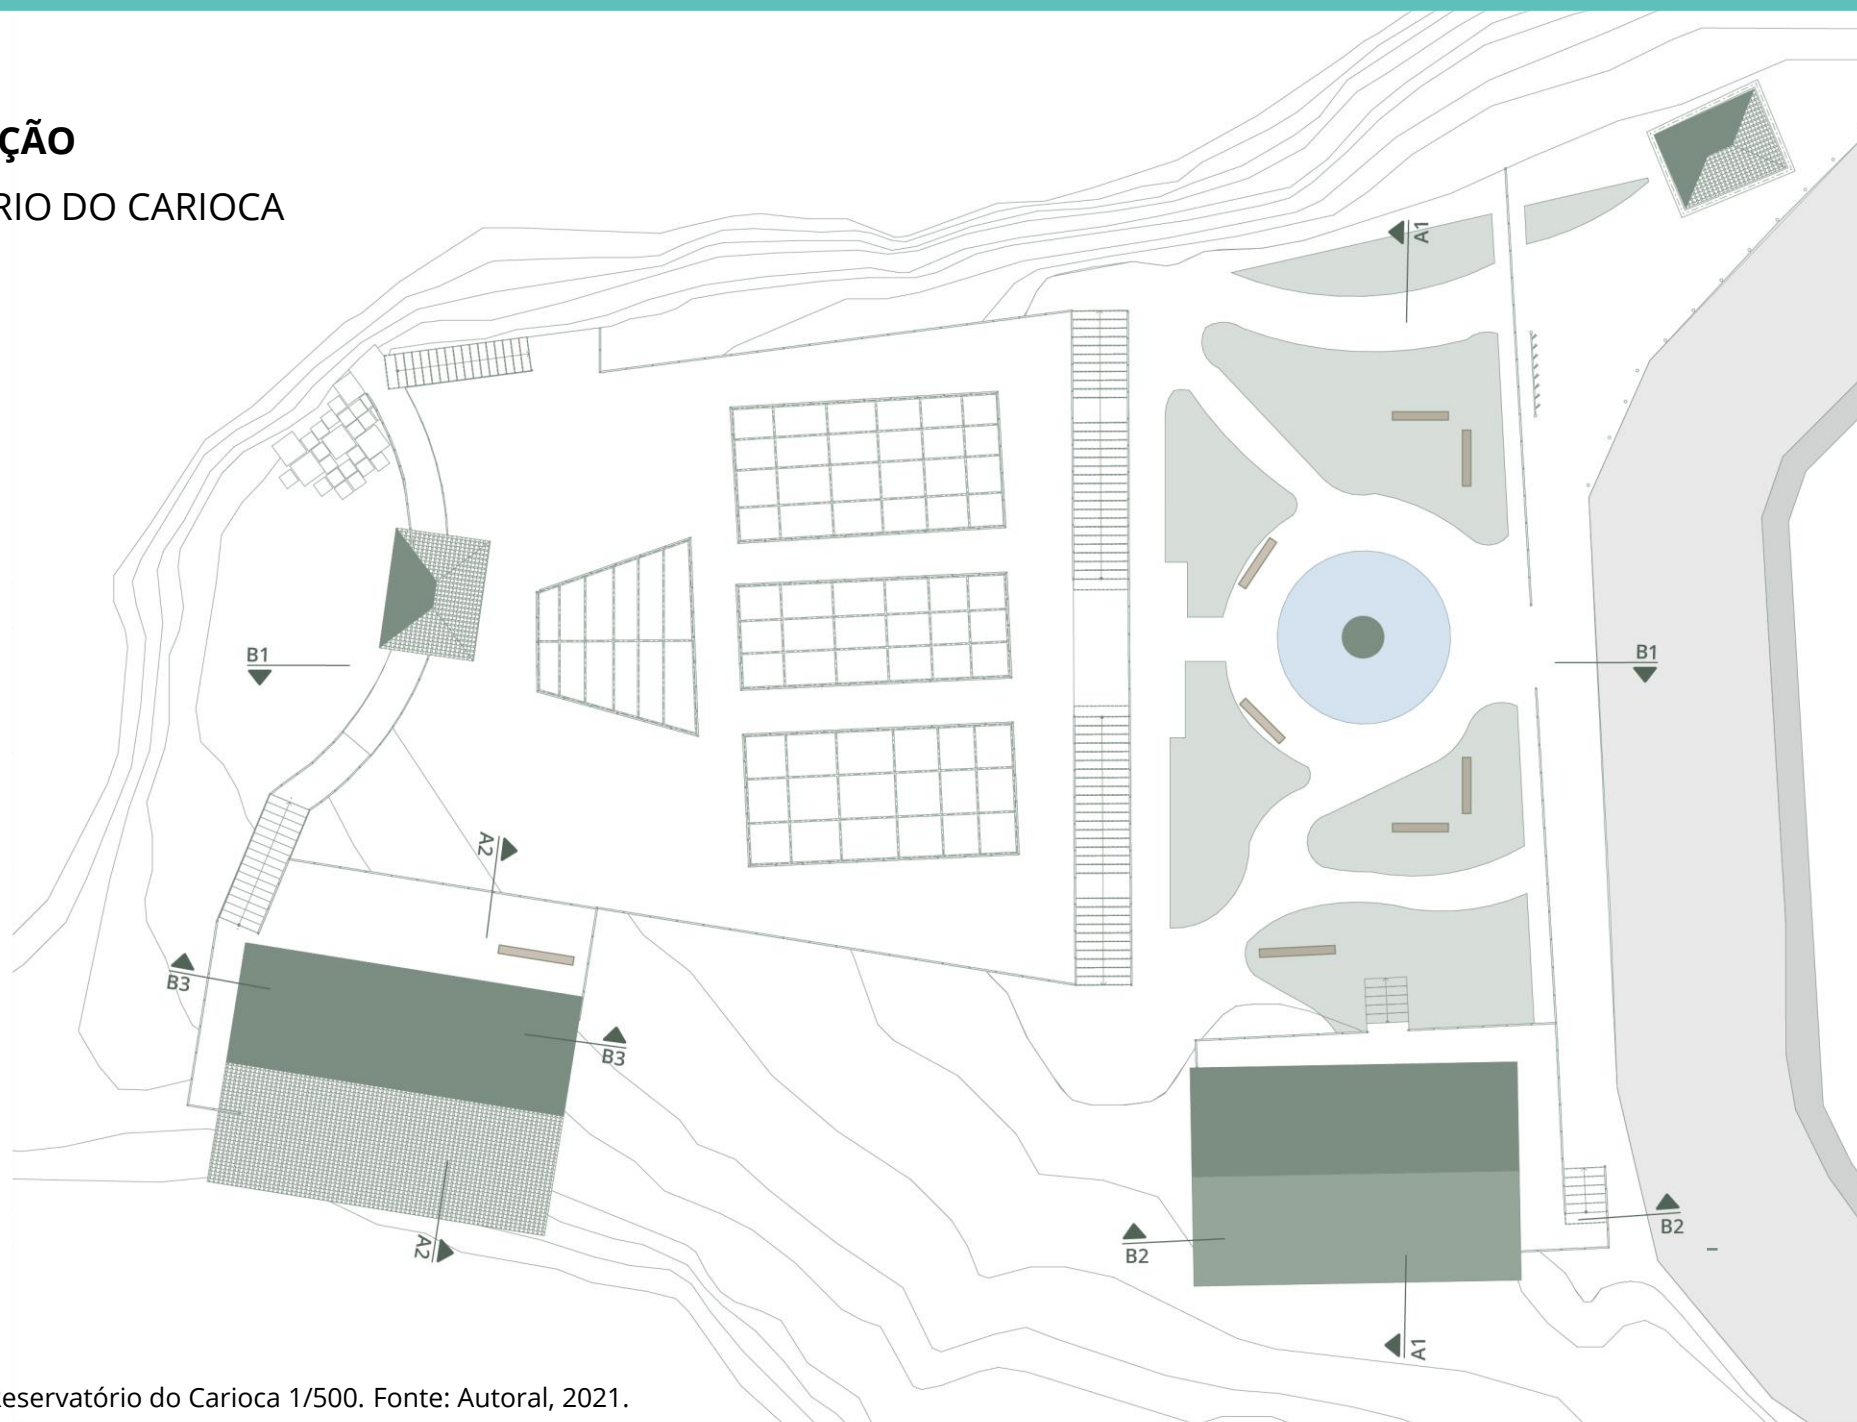 ÇÃO
RIO DO CARIOCA
A1
B1
B1
A2
B3
B3
A2
B2
B2
A1
eservatório do Carioca 1/500. Fonte: Autoral, 2021.